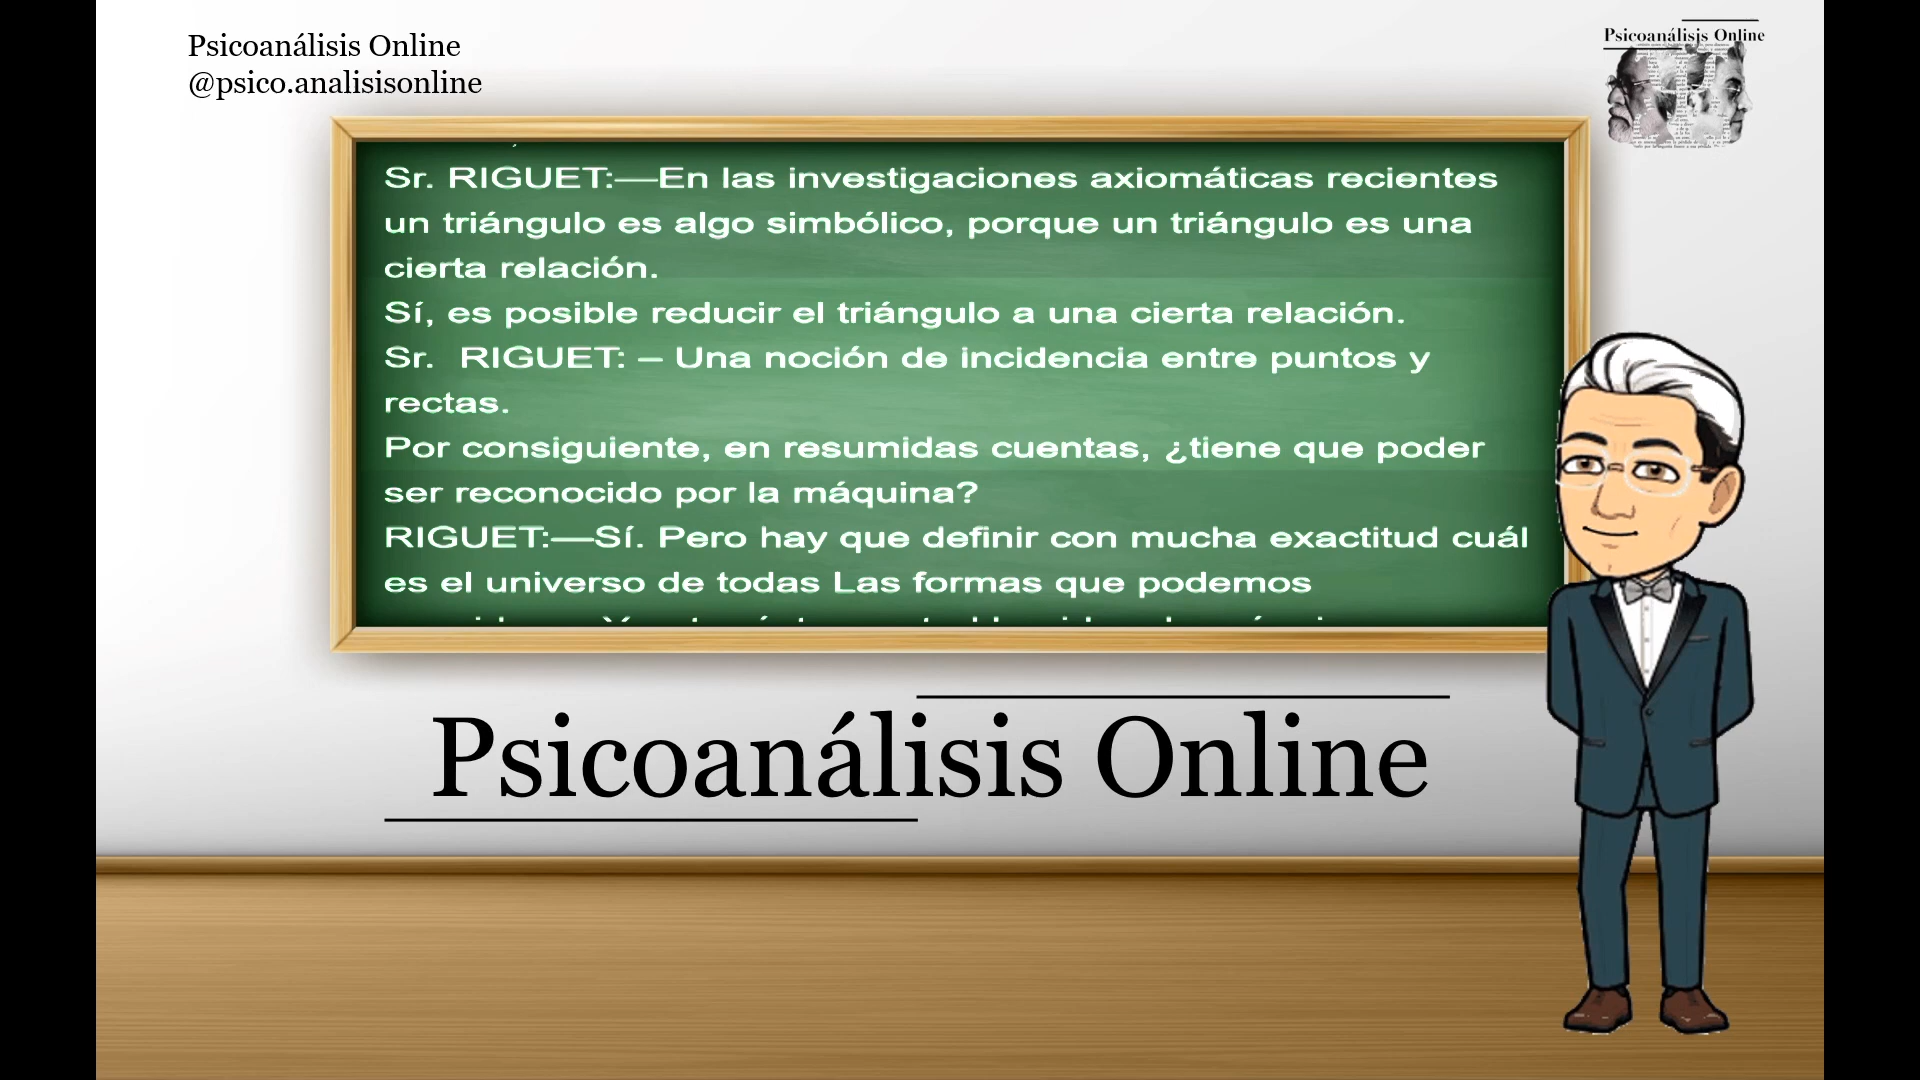 Psicoanálisis Online
@psico.analisisonline
Psicoanálisis Online
Sr. RIGUET:—En las investigaciones axiomáticas recientes
un triángulo es algo simbólico, porque un triángulo es una
cierta relación.
Sí, es posible reducir el triángulo a una cierta relación.
Sr. RIGUET: – Una noción de incidencia entre puntos y
rectas.
Por consiguiente, en resumidas cuentas, ¿tiene que poder
ser reconocido por la máquina?
RIGUET:—Sí. Pero hay que definir con mucha exactitud cuál
es el universo de todas Las formas que podemos
Psicoanálisis Online